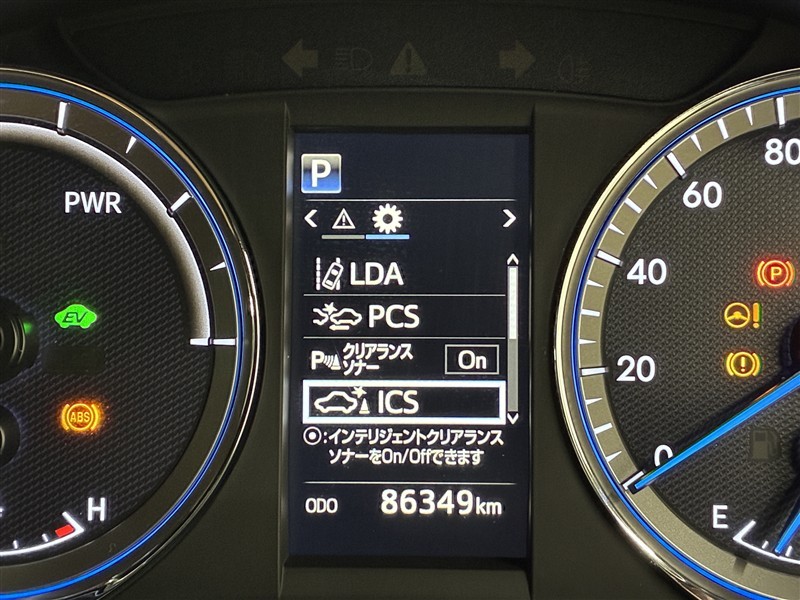 P
PWR
80
60
LDA
40
P
PCS
EV
!
クリアランス
ソナー
On
P
20
ABS
ICS
:インテリジェントクリアランス
ソナーをOn/Offできます
0
ODO 86349km
H
E